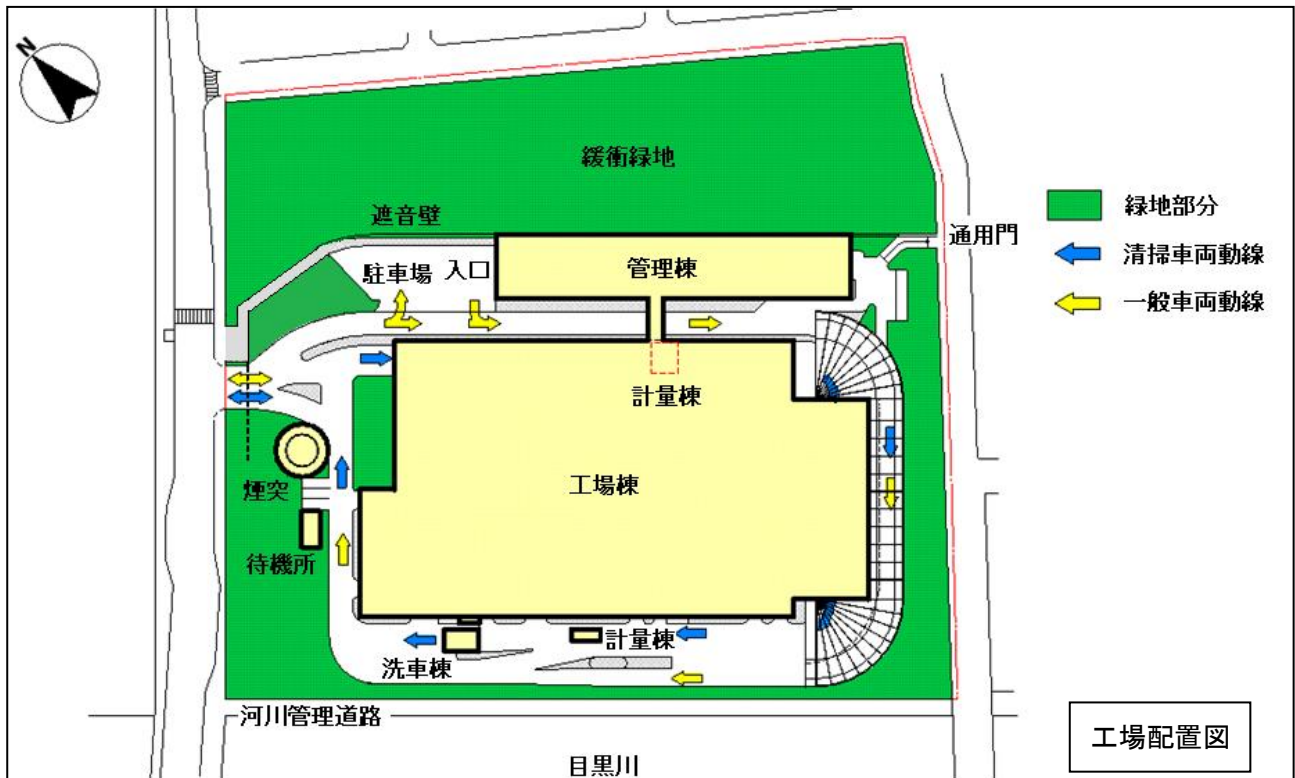 N
緩衝緑地
遮音壁
緑地部分
通用門
清掃車両動線
管理棟
駐車場
入口
一般車両動線
計量棟
工場棟
煙突
待機所
計量棟
洗車棟
河川管理道路
工場配置図
目黒川